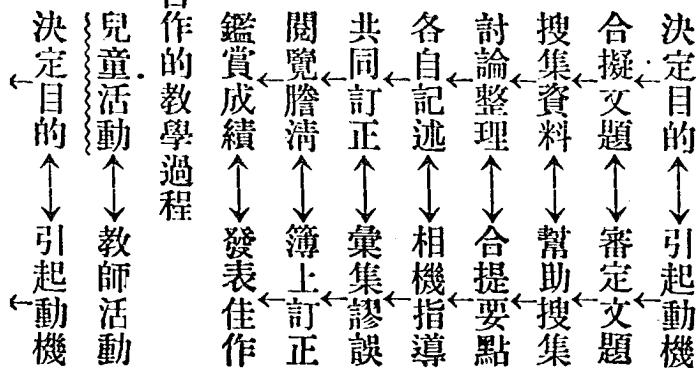 決定目的←→引起動機
合擬文題←→審定文題
搜集資料←→幫助搜集
討論整理←→合提要點
各自記述←→相機指導
共同訂正←→彙集謬誤
閱覽謄清←→簿上訂正
鑑賞成績←→發表佳作
作的教學過程
兒童活動←→教師活動
決定目的←→引起動機